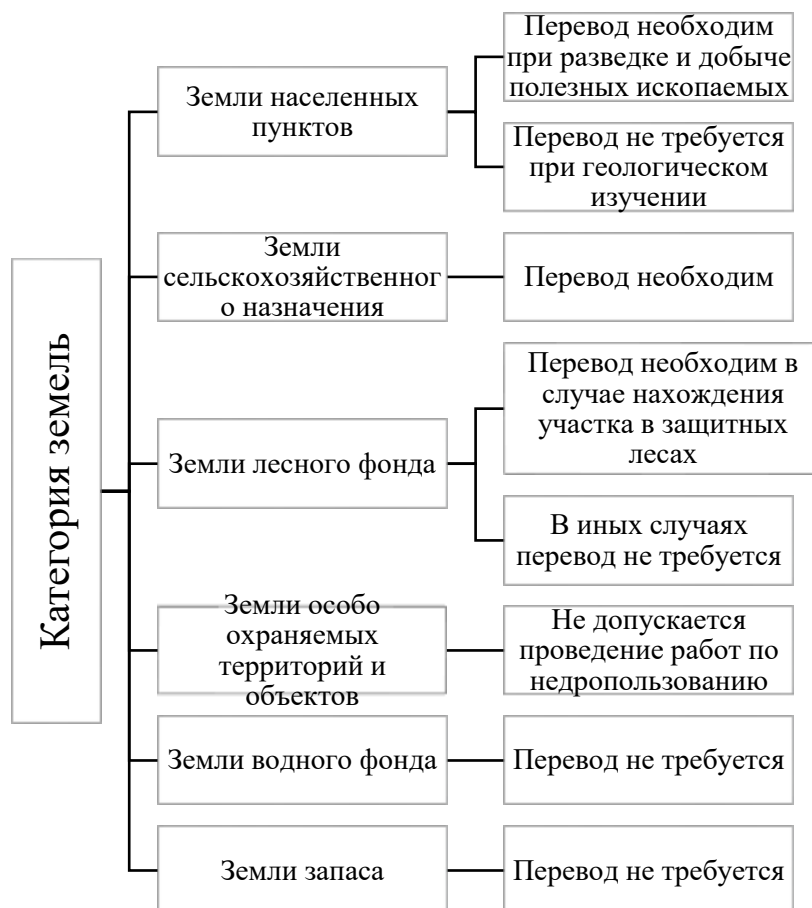 Категория земель
Земли населенных
пунктов
Перевод необходим
при разведке и добыче
полезных ископаемых
Перевод не требуется
при геологическом
изучении
Земли
сельскохозяйственног
о назначения
Перевод необходим
Земли лесного фонда
Перевод необходим в
случае нахождения
участка в защитных
лесах
В иных случаях
перевод не требуется
Земли особо
охраняемых
территорий и
объектов
Не допускается
проведение работ по
недропользованию
Земли водного фонда
Перевод не требуется
Земли запаса
Перевод не требуется